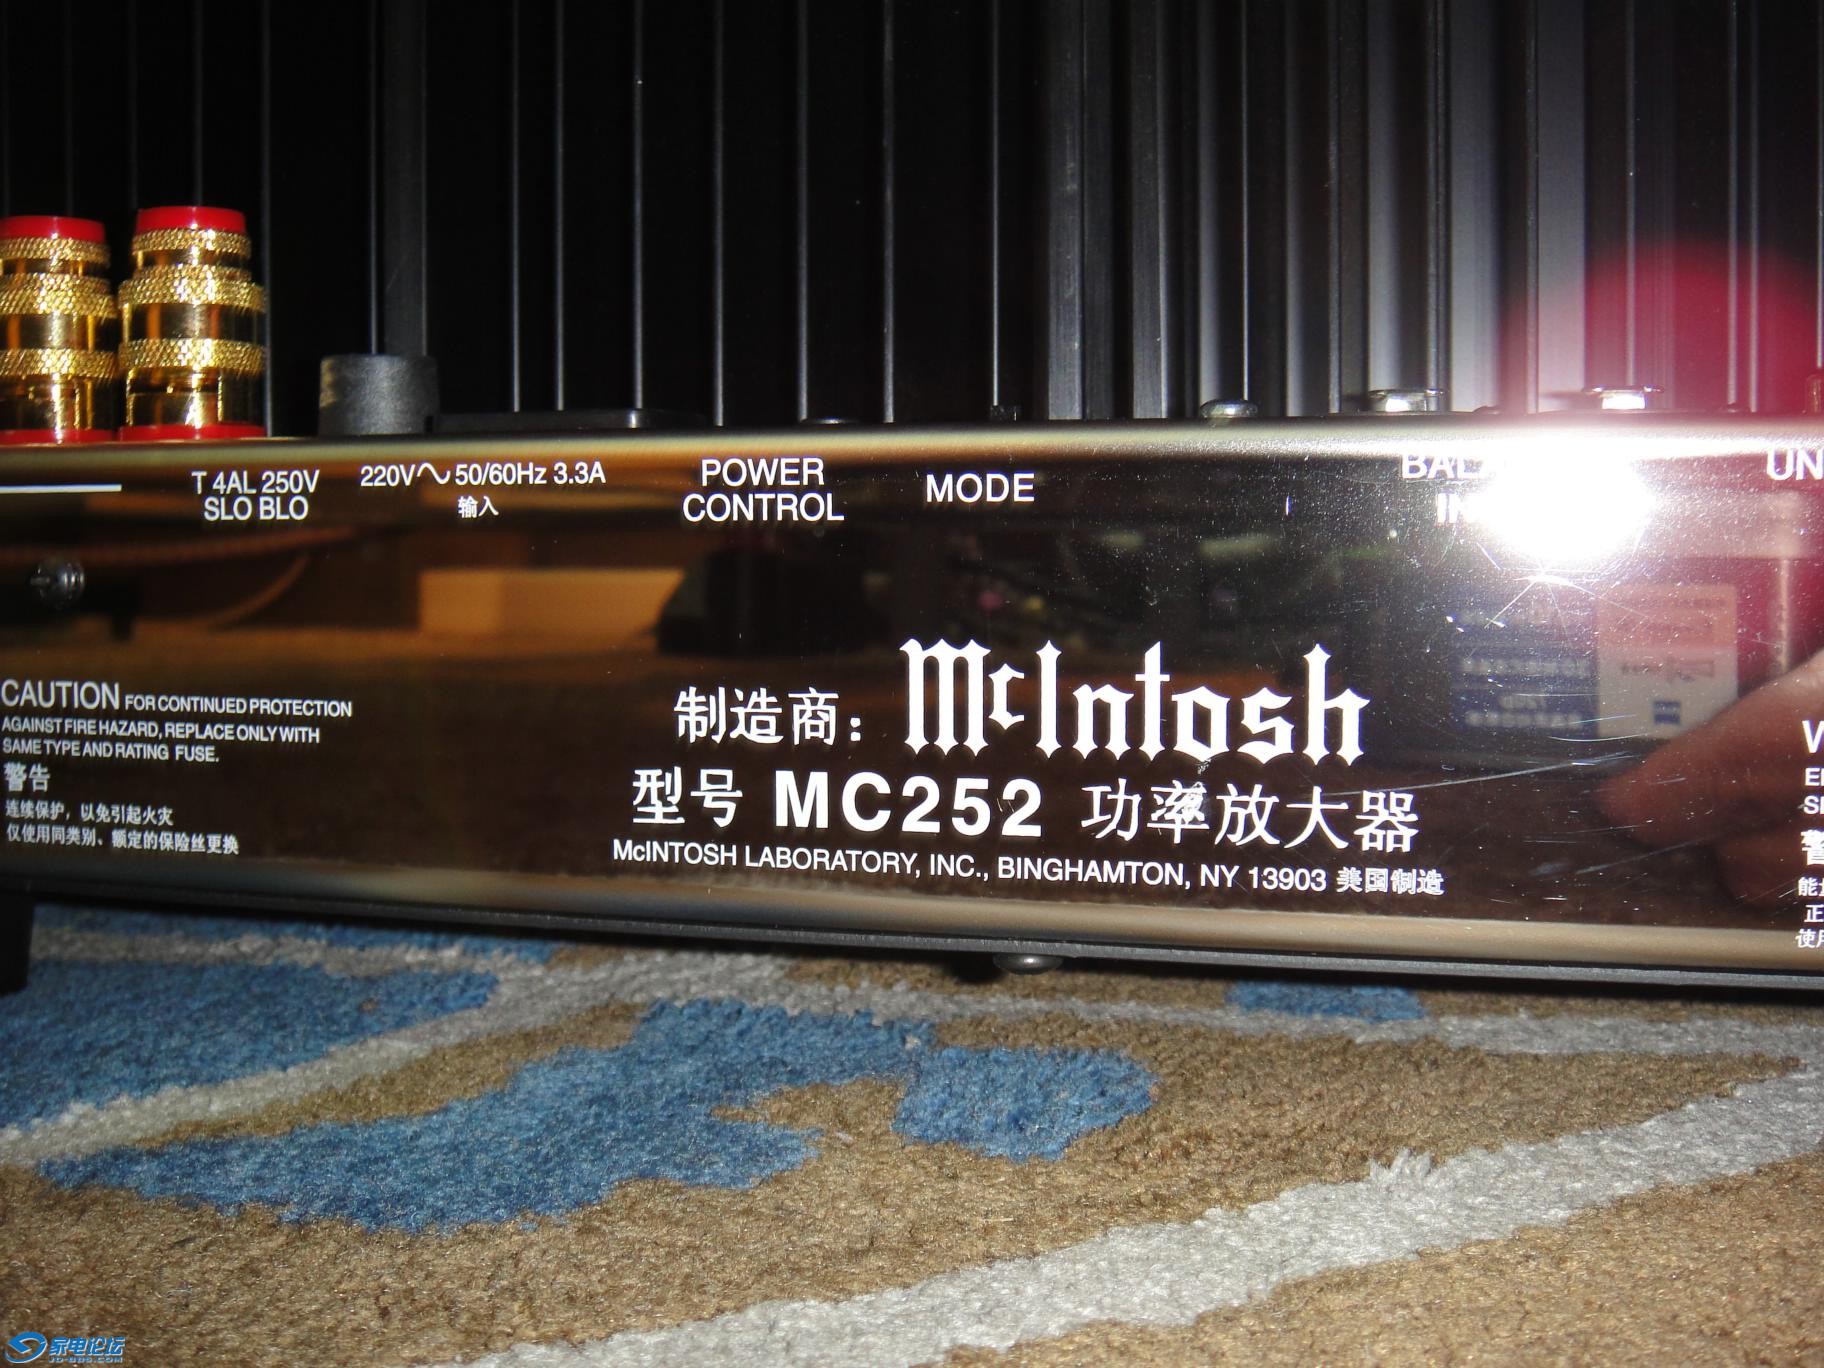 T 4AL 250V
SLO BLO
220V～50/60Hz 3.3A
输入
POWER
CONTROL
MODE
CAUTION FOR CONTINUED PROTECTION
AGAINST FIRE HAZARD, REPLACE ONLY WITH
SAME TYPE AND RATING FUSE.
警告
连续保护，以免引起火灾
仅使用同类别、额定的保险丝更换
制造商： McIntosh
型号 MC252 功率放大器
McINTOSH LABORATORY, INC., BINGHAMTON, NY 13903 美国制造
家电论坛
JD-BBS.COM